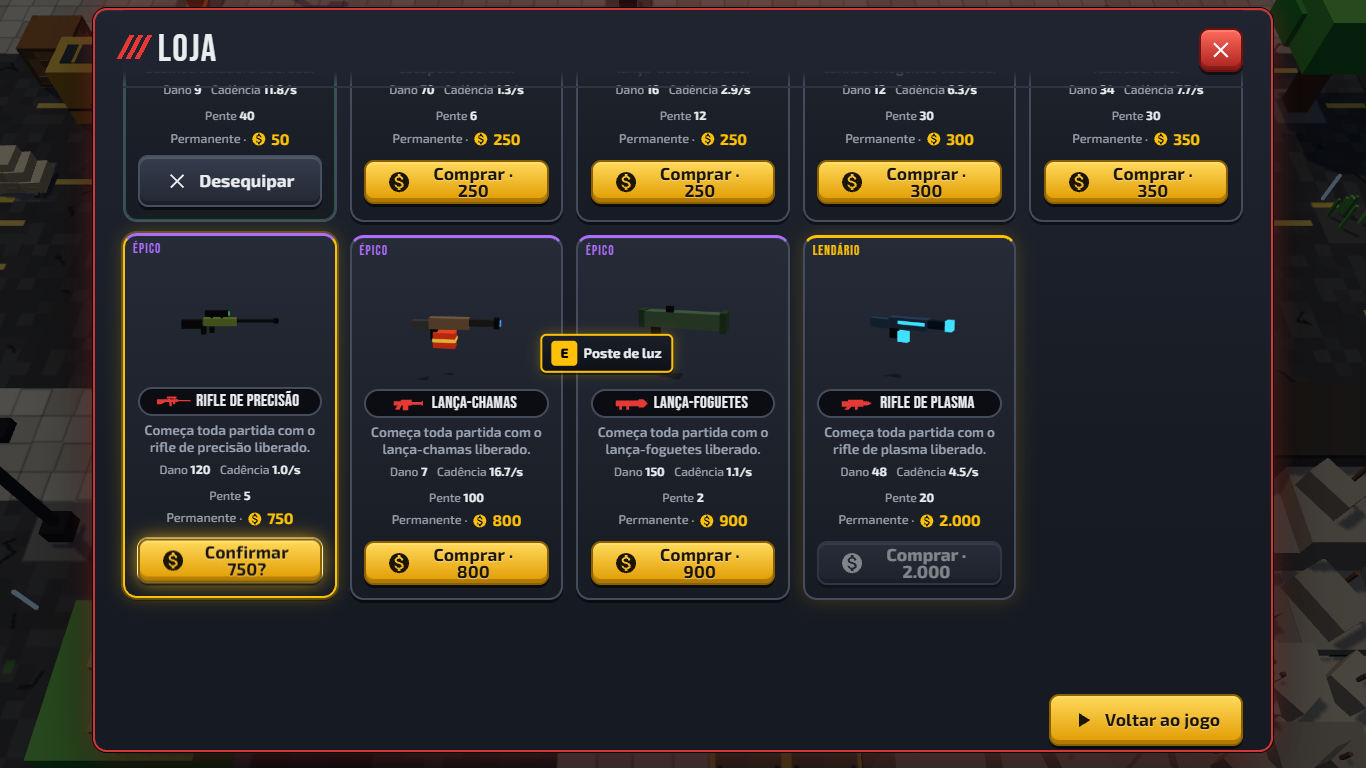 LOJA
Dano 9 Cadência 11.8/s
Pente 40
Permanente · 50
Desequipar
Dano 70 Cadência 1.3/s
Pente 6
Permanente · 250
Comprar ·
250
Dano 16 Cadência 2.9/s
Pente 12
Permanente · 250
Comprar ·
250
Dano 12 Cadência 6.3/s
Pente 30
Permanente · 300
Comprar ·
300
Dano 34 Cadência 7.7/s
Pente 30
Permanente · 350
Comprar ·
350
ÉPICO
RIFLE DE PRECISÃO
Começa toda partida com o
rifle de precisão liberado.
Dano 120 Cadência 1.0/s
Pente 5
Permanente · 750
Confirmar
750?
ÉPICO
LANÇA-CHAMAS
Começa toda partida com o
lança-chamas liberado.
Dano 7 Cadência 16.7/s
Pente 100
Permanente · 800
Comprar ·
800
ÉPICO
E Poste de luz
LANÇA-FOGUETES
Começa toda partida com o
lança-foguetes liberado.
Dano 150 Cadência 1.1/s
Pente 2
Permanente · 900
Comprar ·
900
LENDÁRIO
RIFLE DE PLASMA
Começa toda partida com o
rifle de plasma liberado.
Dano 48 Cadência 4.5/s
Pente 20
Permanente · 2.000
Comprar ·
2.000
Voltar ao jogo